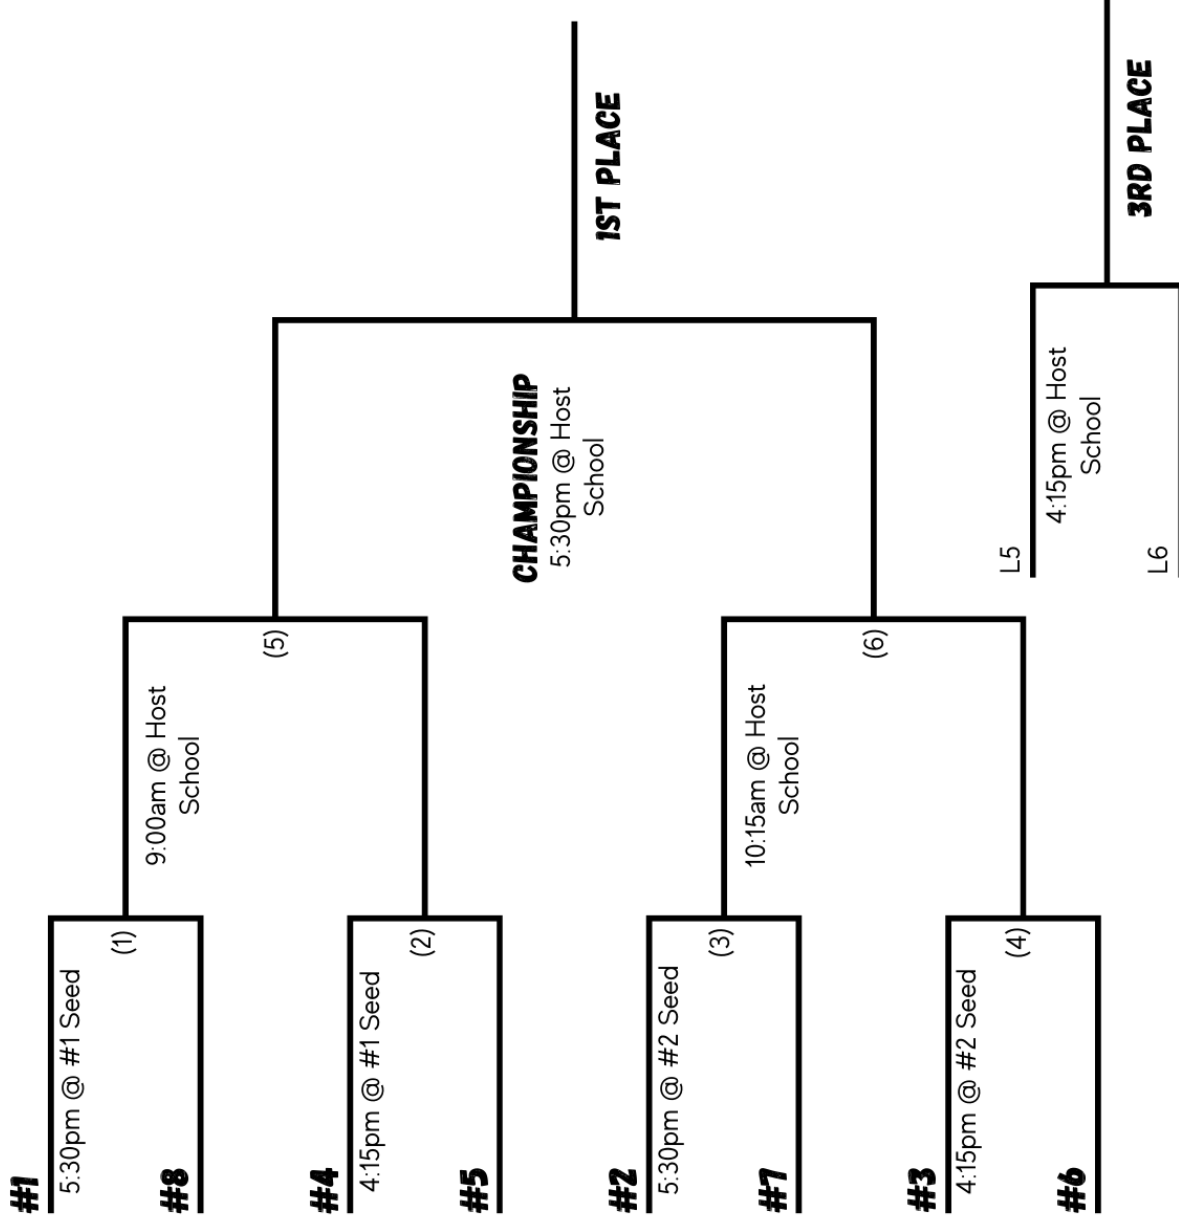 #1
5:30pm @ #1 Seed
(1)
#8
9:00am @ Host
School
(5)
#4
4:15pm @ #1 Seed
(2)
#5
CHAMPIONSHIP
5:30pm @ Host
School
1ST PLACE
#2
5:30pm @ #2 Seed
(3)
#7
10:15am @ Host
School
(6)
#3
4:15pm @ #2 Seed
(4)
#6
L5
4:15pm @ Host
School
L6
3RD PLACE